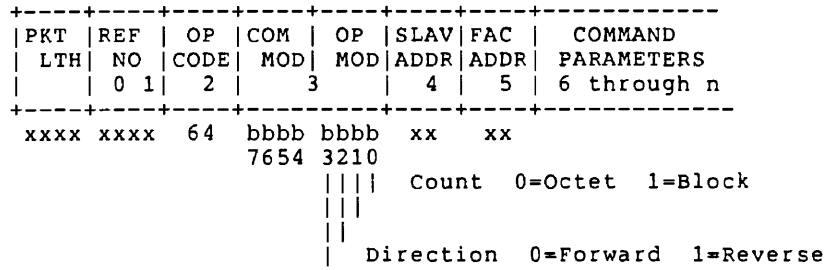 +----+----+----+---------+----+----+-------------
|PKT |REF | OP |COM | OP |SLAV|FAC | COMMAND
| LTH| NO |CODE| MOD| MOD|ADDR|ADDR| PARAMETERS
| | 0 1| 2 | 3 | 4 | 5 | 6 through n
+----+----+----+---------+----+----+-------------
xxxx xxxx 64 bbbb bbbb xx xx
7654 3210
|||| Count 0=Octet 1=Block
|||
||
| Direction 0=Forward 1=Reverse